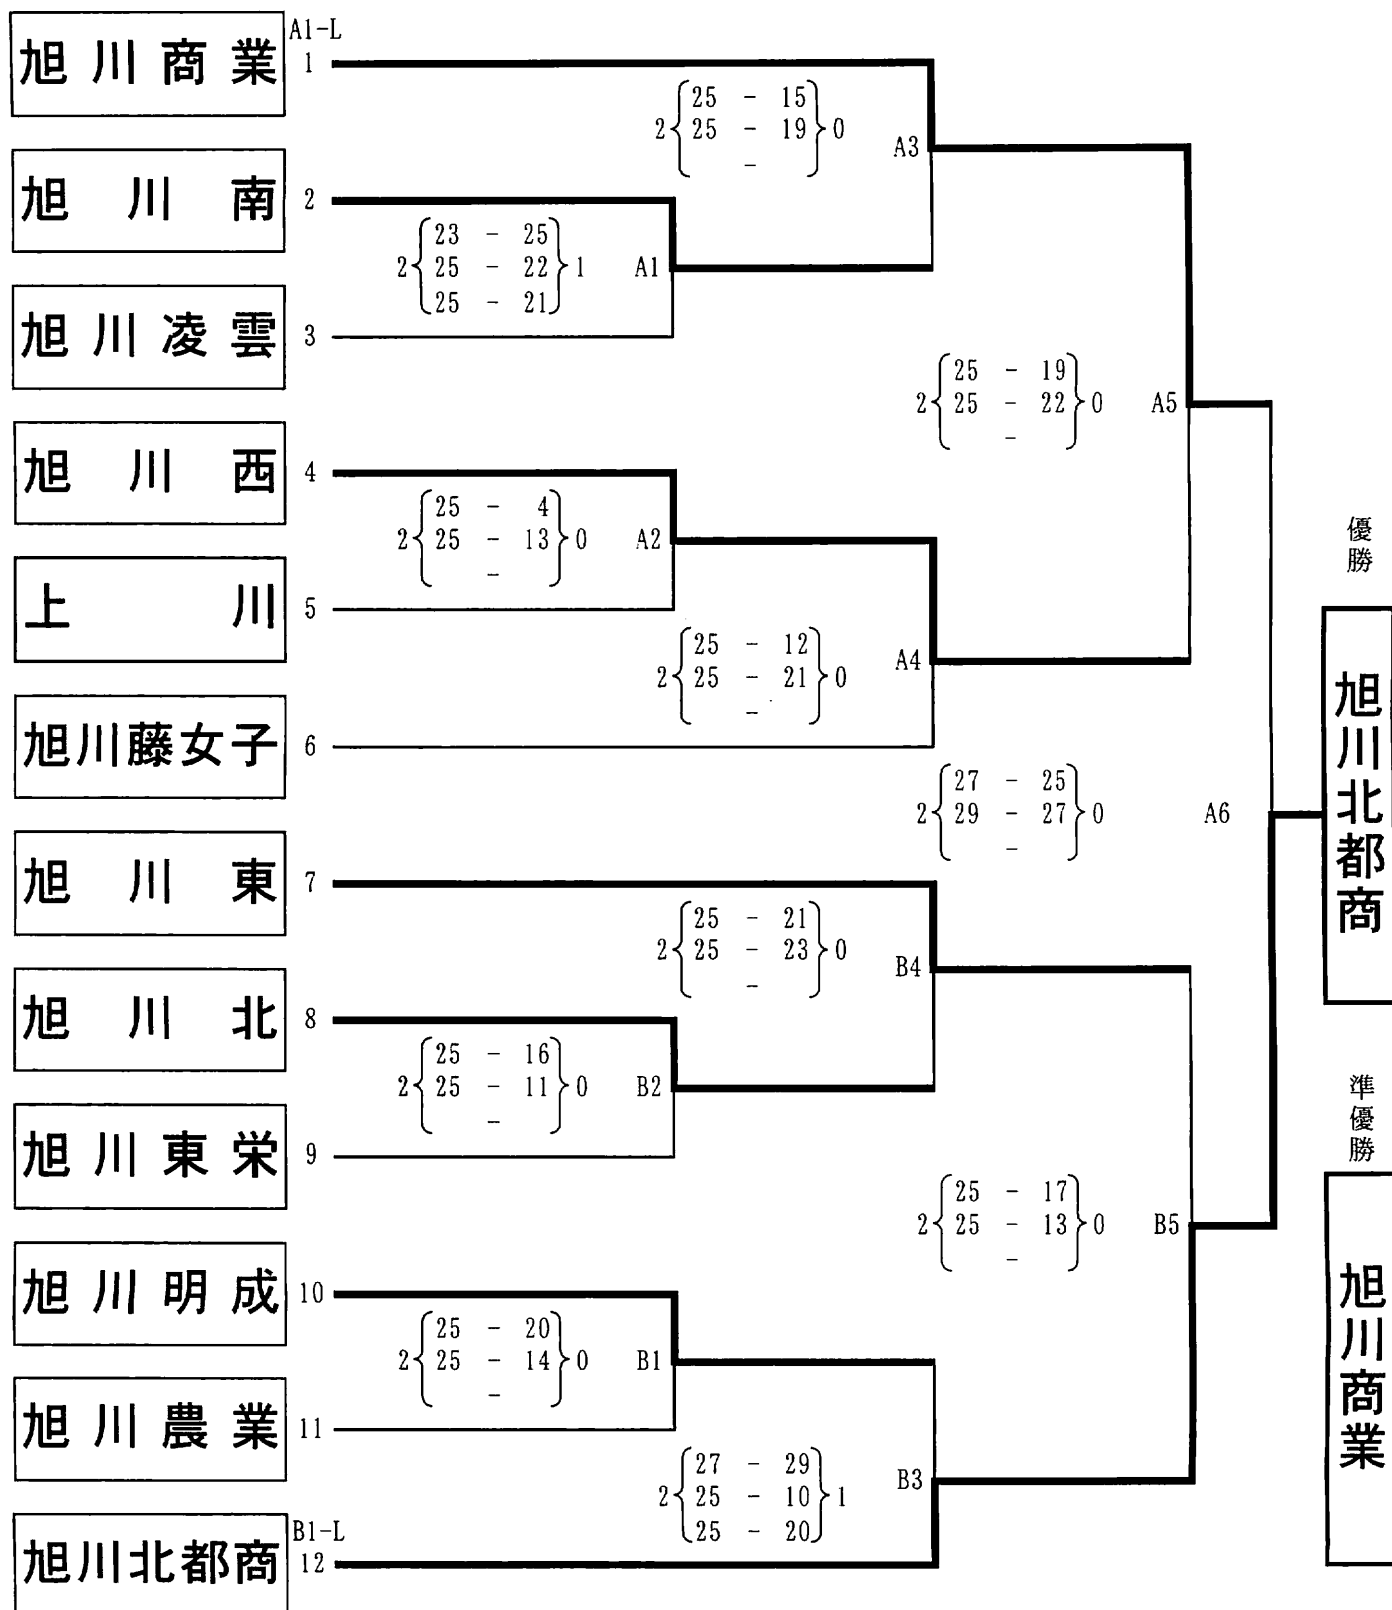 A1-L
旭川商業 1
25 - 15
2 25 - 19 0
-
A3
旭川南 2
23 - 25
2 25 - 22 1
25 - 21
A1
旭川凌雲 3
25 - 19
2 25 - 22 0
-
A5
旭川西 4
25 - 4
2 25 - 13 0
-
A2
上川 5
25 - 12
2 25 - 21 0
-
A4
旭川藤女子 6
27 - 25
2 29 - 27 0
-
A6
旭川東 7
25 - 21
2 25 - 23 0
-
B4
旭川北 8
25 - 16
2 25 - 11 0
-
B2
旭川東栄 9
25 - 17
2 25 - 13 0
-
B5
旭川明成 10
25 - 20
2 25 - 14 0
-
B1
旭川農業 11
27 - 29
2 25 - 10 1
25 - 20
B3
B1-L
旭川北都商 12
優勝
旭川北都商
準優勝
旭川商業